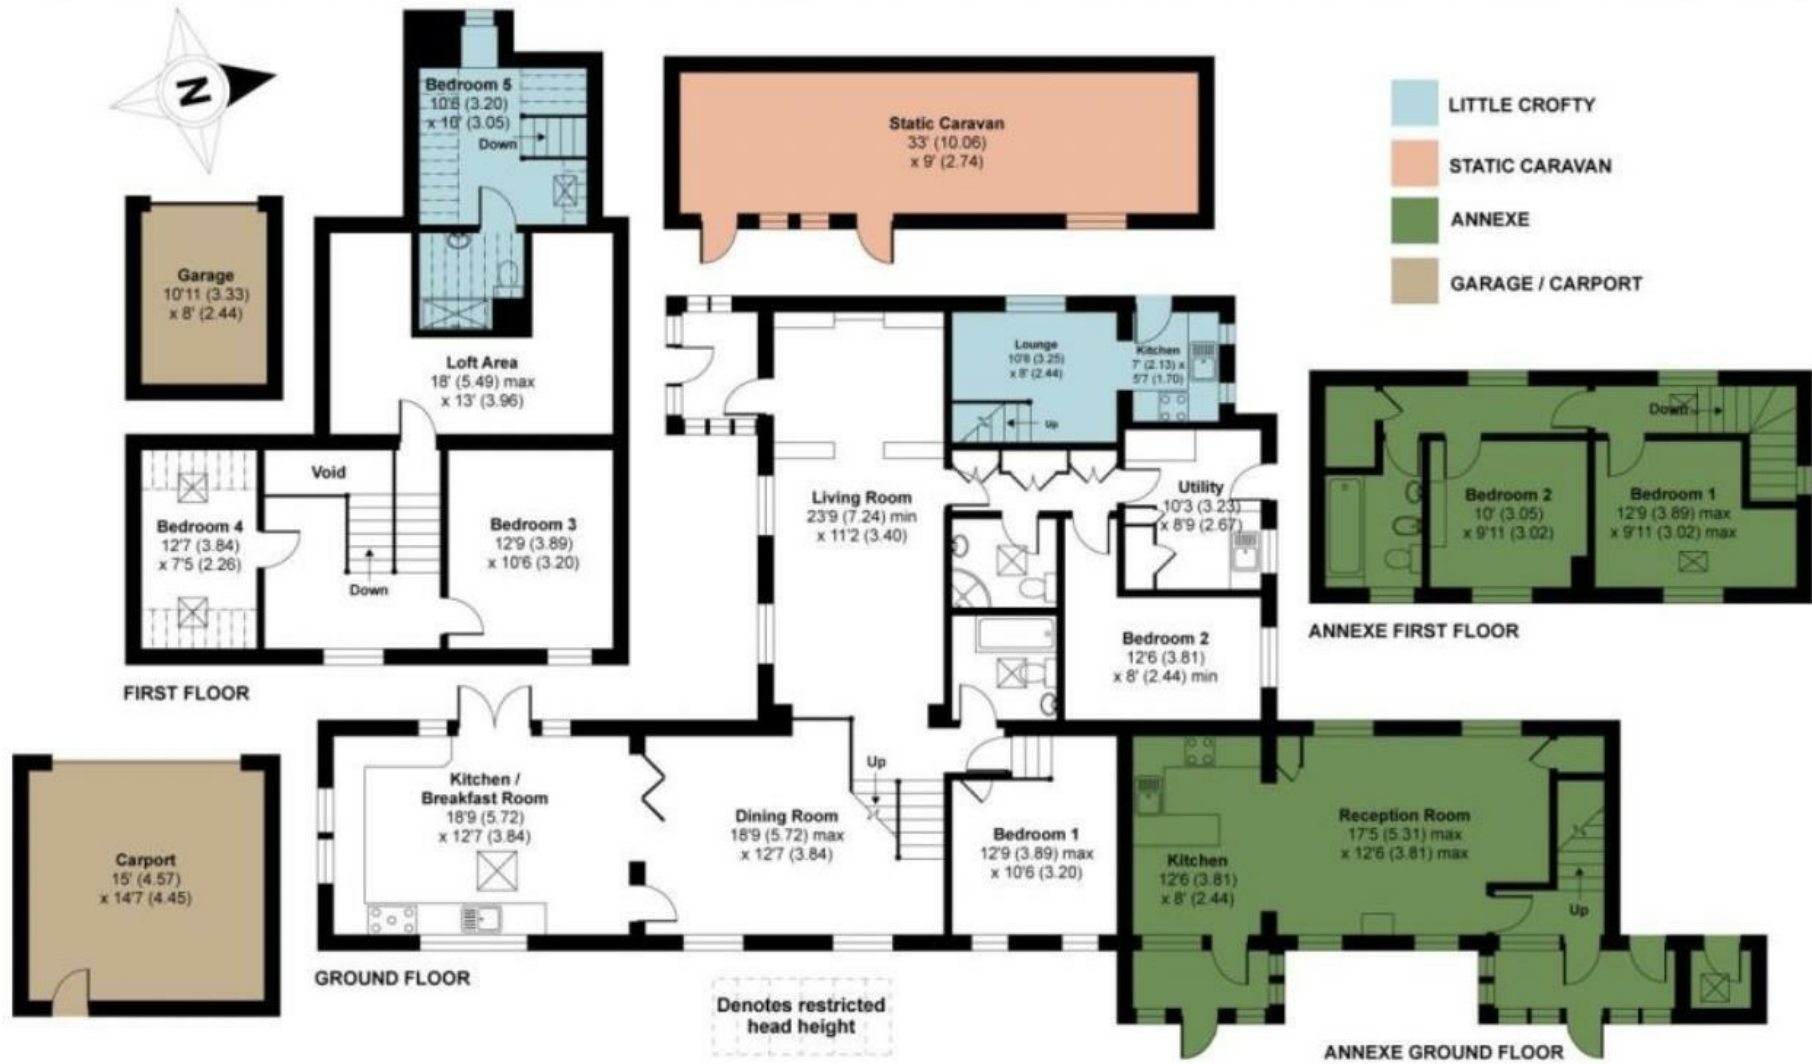 N
Bedroom 5
10'6 (3.20)
x 10' (3.05)
Down
Static Caravan
33' (10.06)
x 9' (2.74)
LITTLE CROFTY
STATIC CARAVAN
ANNEXE
GARAGE / CARPORT
Garage
10'11 (3.33)
x 8' (2.44)
Loft Area
18' (5.49) max
x 13' (3.96)
Lounge
10'8 (3.25)
x 8' (2.44)
Up
Kitchen
7' (2.13) x
5'7 (1.70)
Void
Bedroom 4
12'7 (3.84)
x 7'5 (2.26)
Down
Bedroom 3
12'9 (3.89)
x 10'6 (3.20)
FIRST FLOOR
Living Room
23'9 (7.24) min
x 11'2 (3.40)
Utility
10'3 (3.23)
x 8'9 (2.67)
Bedroom 2
12'6 (3.81)
x 8' (2.44) min
Down
Bedroom 2
10' (3.05)
x 9'11 (3.02)
Bedroom 1
12'9 (3.89) max
x 9'11 (3.02) max
ANNEXE FIRST FLOOR
Carport
15' (4.57)
x 14'7 (4.45)
Kitchen /
Breakfast Room
18'9 (5.72)
x 12'7 (3.84)
Dining Room
18'9 (5.72) max
x 12'7 (3.84)
Up
Bedroom 1
12'9 (3.89) max
x 10'6 (3.20)
Kitchen
12'6 (3.81)
x 8' (2.44)
Reception Room
17'5 (5.31) max
x 12'6 (3.81) max
Up
GROUND FLOOR
Denotes restricted
head height
ANNEXE GROUND FLOOR